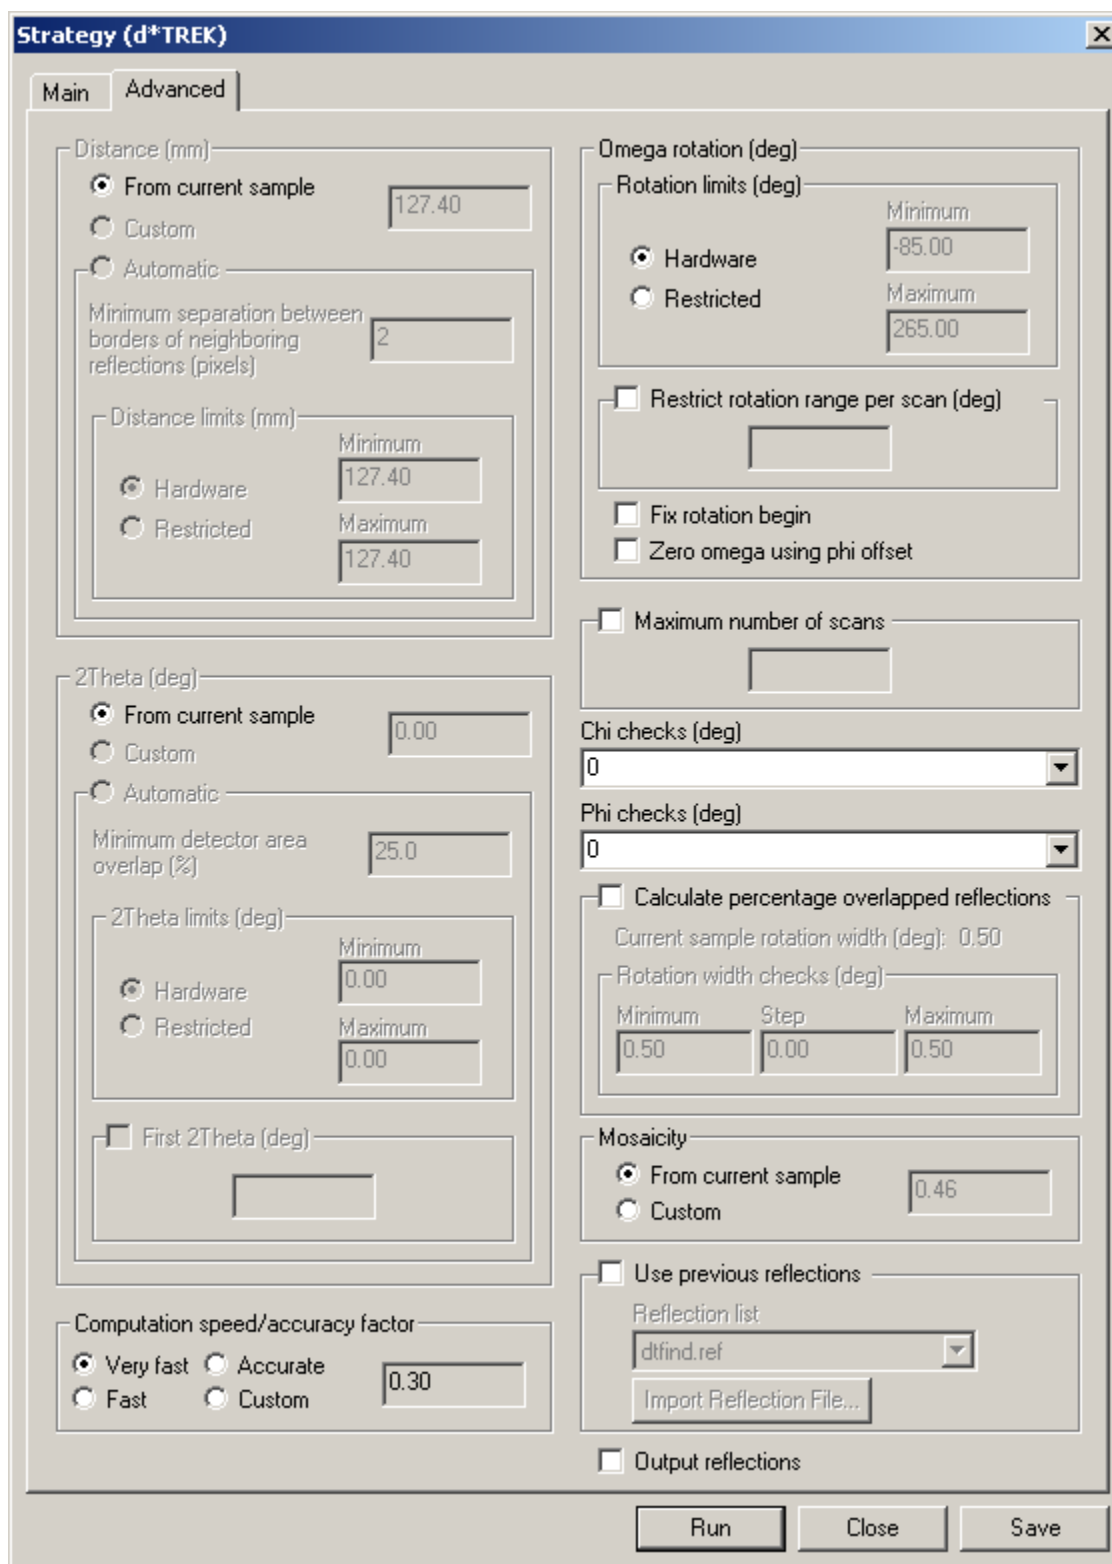 Strategy (d*TREK)
Main
Advanced
Distance (mm)
From current sample
127.40
Custom
Automatic
Minimum separation between
borders of neighboring
reflections (pixels)
2
Distance limits (mm)
Minimum
127.40
Hardware
Restricted
Maximum
127.40
2Theta (deg)
From current sample
0.00
Custom
Automatic
Minimum detector area
overlap (%)
25.0
2Theta limits (deg)
Minimum
0.00
Hardware
Restricted
Maximum
0.00
First 2Theta (deg)
Computation speed/accuracy factor
Very fast
Accurate
0.30
Fast
Custom
Omega rotation (deg)
Rotation limits (deg)
Minimum
-85.00
Hardware
Restricted
Maximum
265.00
Restrict rotation range per scan (deg)
Fix rotation begin
Zero omega using phi offset
Maximum number of scans
Chi checks (deg)
0
Phi checks (deg)
0
Calculate percentage overlapped reflections
Current sample rotation width (deg): 0.50
Rotation width checks (deg)
Minimum
Step
Maximum
0.50
0.00
0.50
Mosaicity
From current sample
0.46
Custom
Use previous reflections
Reflection list
dtfind.ref
Import Reflection File...
Output reflections
Run
Close
Save